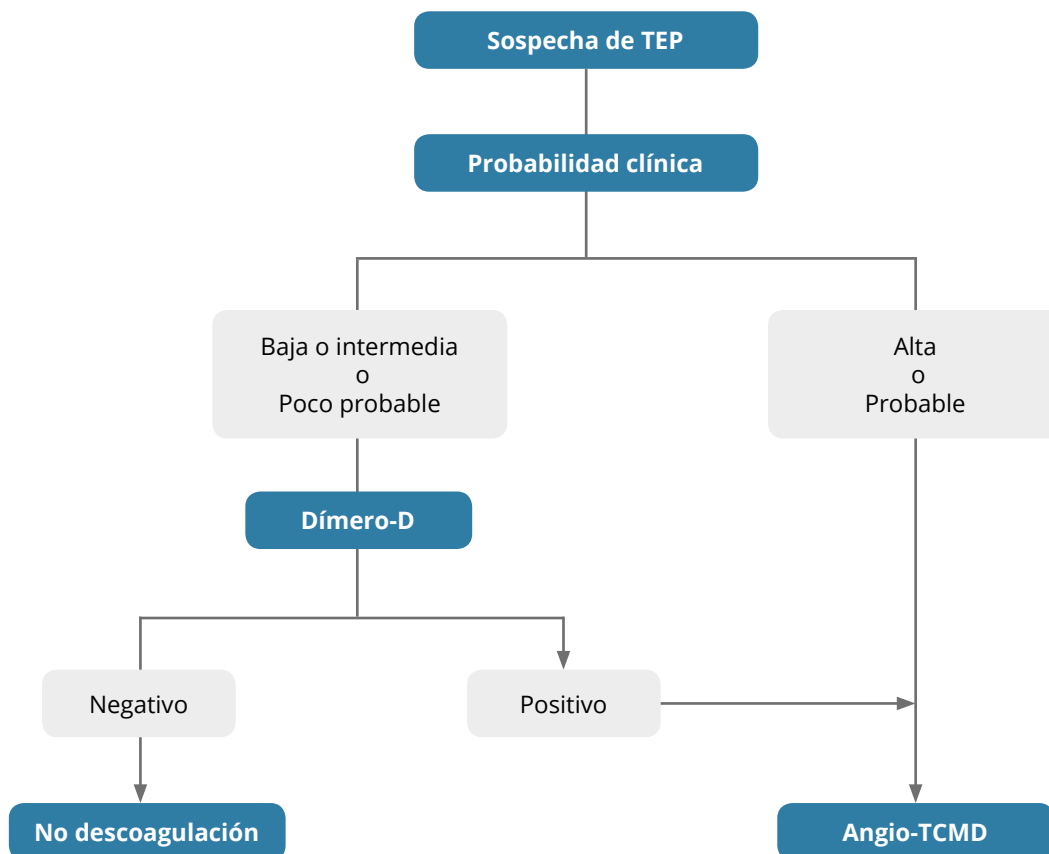 Sospecha de TEP
Probabilidad clínica
Baja o intermedia
o
Poco probable
Alta
o
Probable
Dímero-D
Negativo
Positivo
No descoagulación
Angio-TCMD